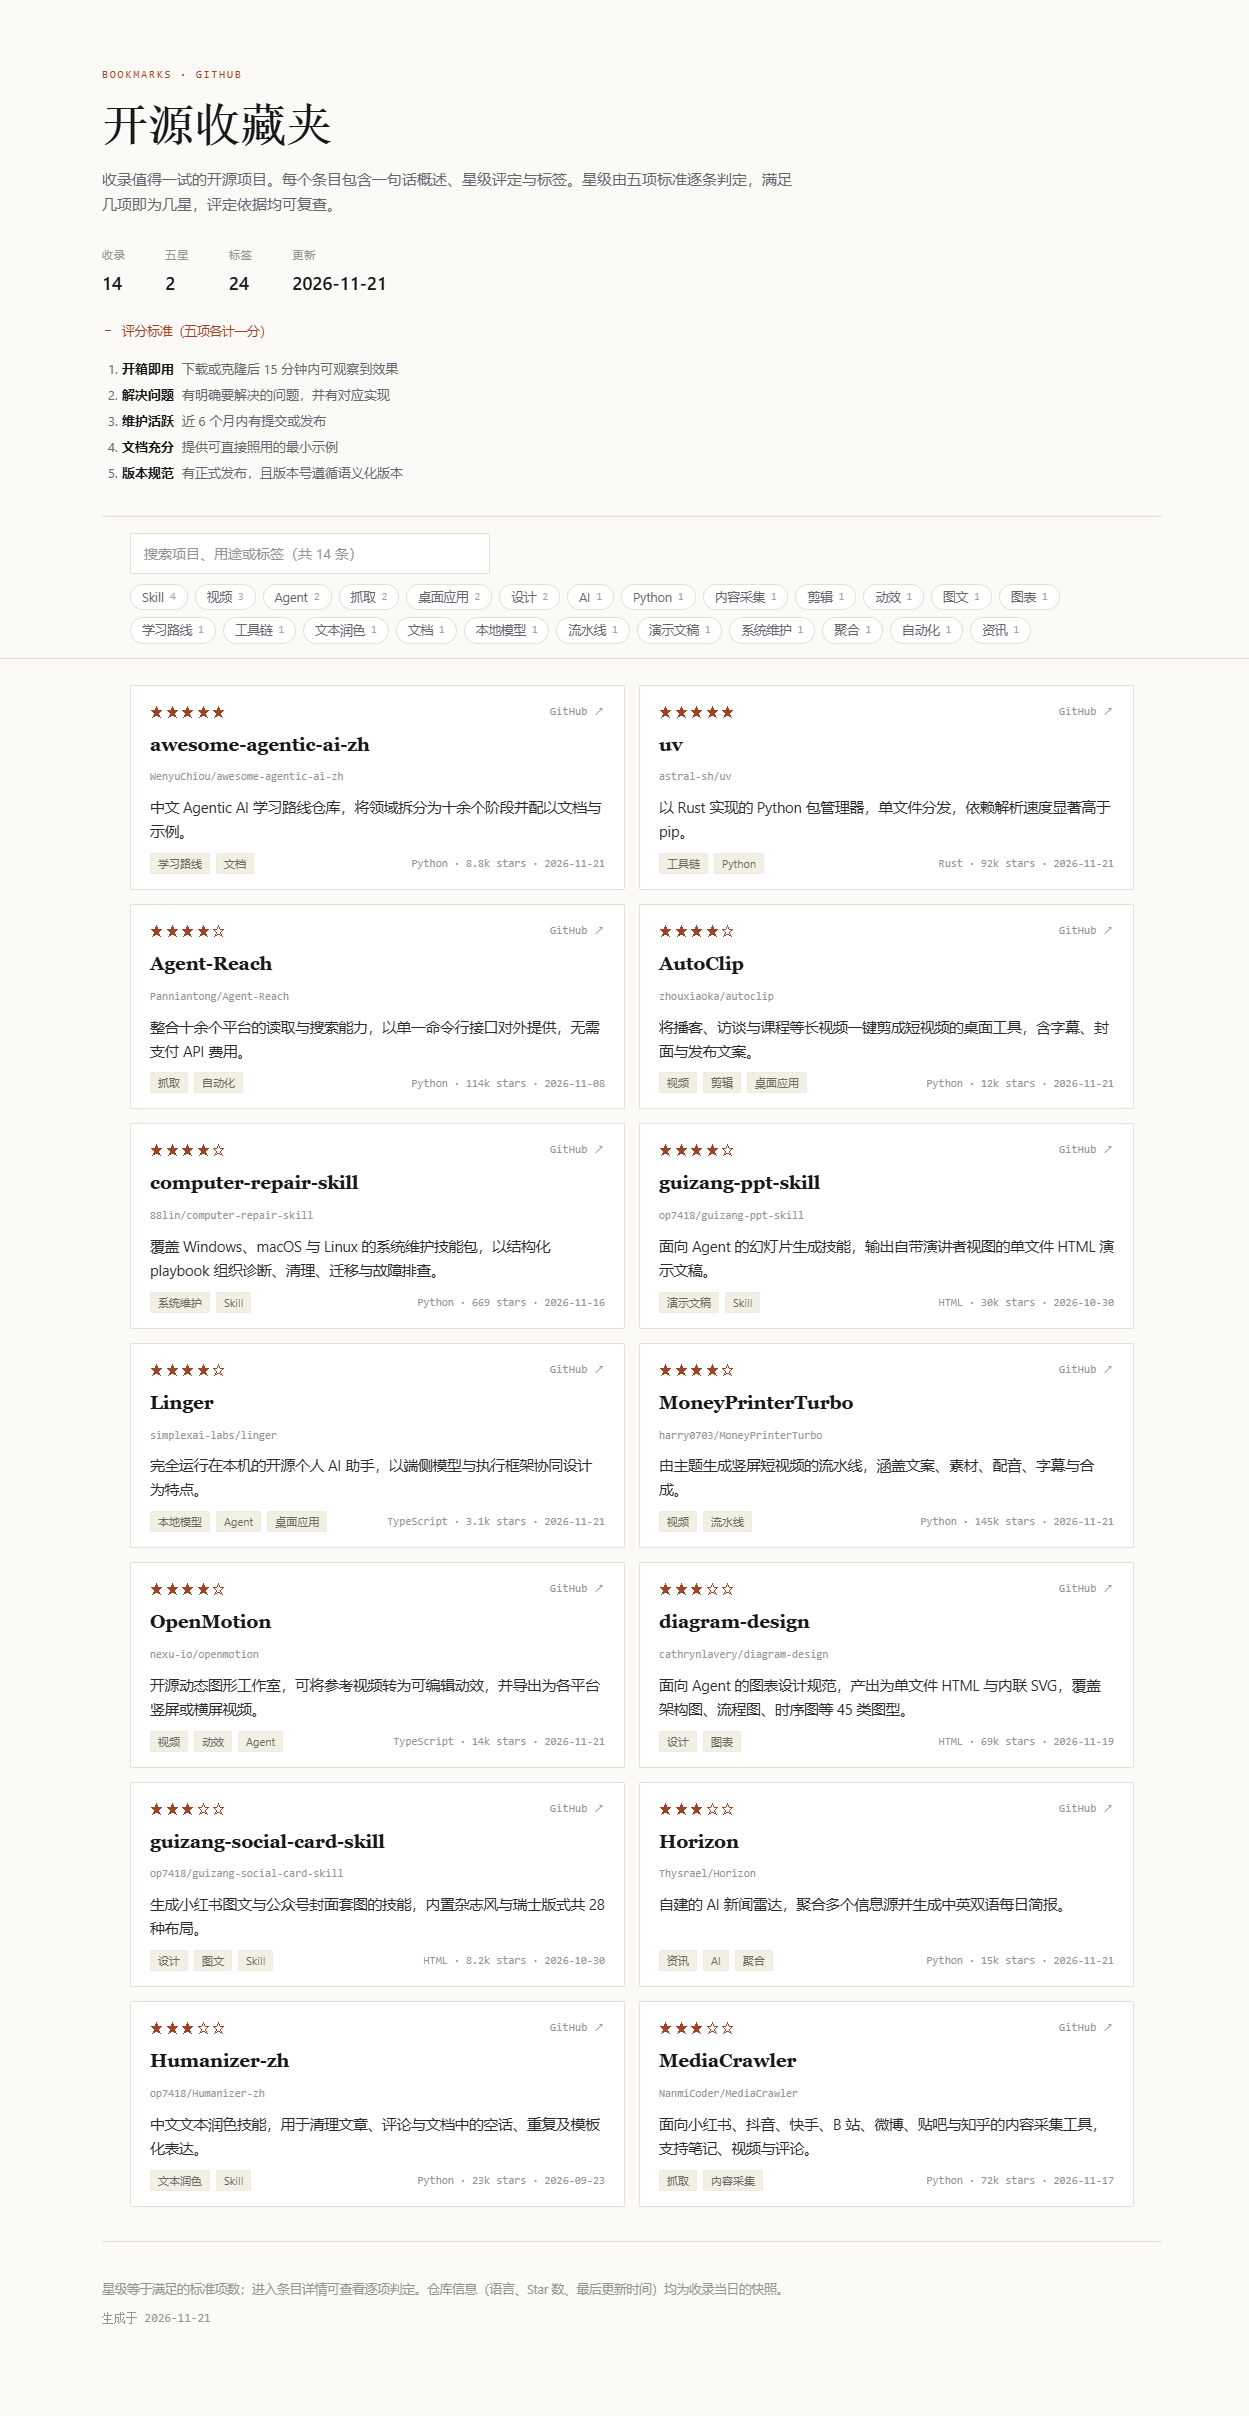 BOOKMARKS · GITHUB
开源收藏夹
收录值得一试的开源项目。每个条目包含一句话概述、星级评定与标签。星级由五项标准逐条判定，满足
几项即为几星，评定依据均可复查。
收录 五星 标签 更新
14 2 24 2026-11-21
− 评分标准（五项各计一分）
1. 开箱即用 下载或克隆后 15 分钟内可观察到效果
2. 解决问题 有明确要解决的问题，并有对应实现
3. 维护活跃 近 6 个月内有提交或发布
4. 文档充分 提供可直接照用的最小示例
5. 版本规范 有正式发布，且版本号遵循语义化版本
搜索项目、用途或标签（共 14 条）
Skill 4 视频 3 Agent 2 抓取 2 桌面应用 2 设计 2 AI 1 Python 1 内容采集 1 剪辑 1 动效 1 图文 1 图表 1
学习路线 1 工具链 1 文本润色 1 文档 1 本地模型 1 流水线 1 演示文稿 1 系统维护 1 聚合 1 自动化 1 资讯 1
★★★★★ GitHub ↗
awesome-agentic-ai-zh
WenyuChiou/awesome-agentic-ai-zh
中文 Agentic AI 学习路线仓库，将领域拆分为十余个阶段并配以文档与
示例。
学习路线 文档 Python · 8.8k stars · 2026-11-21
★★★★★ GitHub ↗
uv
astral-sh/uv
以 Rust 实现的 Python 包管理器，单文件分发，依赖解析速度显著高于
pip。
工具链 Python Rust · 92k stars · 2026-11-21
★★★★☆ GitHub ↗
Agent-Reach
Panniantong/Agent-Reach
整合十余个平台的读取与搜索能力，以单一命令行接口对外提供，无需
支付 API 费用。
抓取 自动化 Python · 114k stars · 2026-11-08
★★★★☆ GitHub ↗
AutoClip
zhouxiaoka/autoclip
将播客、访谈与课程等长视频一键剪成短视频的桌面工具，含字幕、封
面与发布文案。
视频 剪辑 桌面应用 Python · 12k stars · 2026-11-21
★★★★☆ GitHub ↗
computer-repair-skill
88lin/computer-repair-skill
覆盖 Windows、macOS 与 Linux 的系统维护技能包，以结构化
playbook 组织诊断、清理、迁移与故障排查。
系统维护 Skill Python · 669 stars · 2026-11-16
★★★★☆ GitHub ↗
guizang-ppt-skill
op7418/guizang-ppt-skill
面向 Agent 的幻灯片生成技能，输出自带演讲者视图的单文件 HTML 演
示文稿。
演示文稿 Skill HTML · 30k stars · 2026-10-30
★★★★☆ GitHub ↗
Linger
simplexai-labs/linger
完全运行在本机的开源个人 AI 助手，以端侧模型与执行框架协同设计
为特点。
本地模型 Agent 桌面应用 TypeScript · 3.1k stars · 2026-11-21
★★★★☆ GitHub ↗
MoneyPrinterTurbo
harry0703/MoneyPrinterTurbo
由主题生成竖屏短视频的流水线，涵盖文案、素材、配音、字幕与合
成。
视频 流水线 Python · 145k stars · 2026-11-21
★★★★☆ GitHub ↗
OpenMotion
nexu-io/openmotion
开源动态图形工作室，可将参考视频转为可编辑动效，并导出为各平台
竖屏或横屏视频。
视频 动效 Agent TypeScript · 14k stars · 2026-11-21
★★★☆☆ GitHub ↗
diagram-design
cathrynlavery/diagram-design
面向 Agent 的图表设计规范，产出为单文件 HTML 与内联 SVG，覆盖
架构图、流程图、时序图等 45 类图型。
设计 图表 HTML · 69k stars · 2026-11-19
★★★☆☆ GitHub ↗
guizang-social-card-skill
op7418/guizang-social-card-skill
生成小红书图文与公众号封面套图的技能，内置杂志风与瑞士版式共 28
种布局。
设计 图文 Skill HTML · 8.2k stars · 2026-10-30
★★★☆☆ GitHub ↗
Horizon
Thysrael/Horizon
自建的 AI 新闻雷达，聚合多个信息源并生成中英双语每日简报。
资讯 AI 聚合 Python · 15k stars · 2026-11-21
★★★☆☆ GitHub ↗
Humanizer-zh
op7418/Humanizer-zh
中文文本润色技能，用于清理文章、评论与文档中的空话、重复及模板
化表达。
文本润色 Skill Python · 23k stars · 2026-09-23
★★★☆☆ GitHub ↗
MediaCrawler
NanmiCoder/MediaCrawler
面向小红书、抖音、快手、B 站、微博、贴吧与知乎的内容采集工具，
支持笔记、视频与评论。
抓取 内容采集 Python · 72k stars · 2026-11-17
星级等于满足的标准项数；进入条目详情可查看逐项判定。仓库信息（语言、Star 数、最后更新时间）均为收录当日的快照。
生成于 2026-11-21